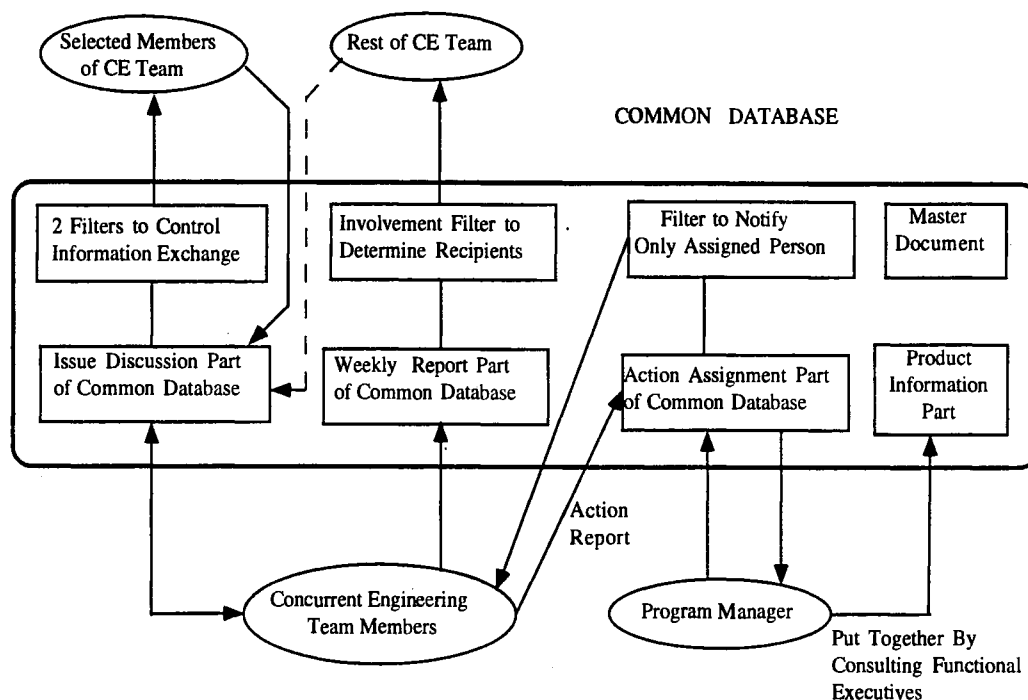 Selected Members
of CE Team
Rest of CE Team
COMMON DATABASE
2 Filters to Control
Information Exchange
Involvement Filter to
Determine Recipients
Filter to Notify
Only Assigned Person
Master
Document
Issue Discussion Part
of Common Database
Weekly Report Part
of Common Database
Action Assignment Part
of Common Database
Product
Information
Part
Action
Report
Concurrent Engineering
Team Members
Program Manager
Put Together By
Consulting Functional
Executives